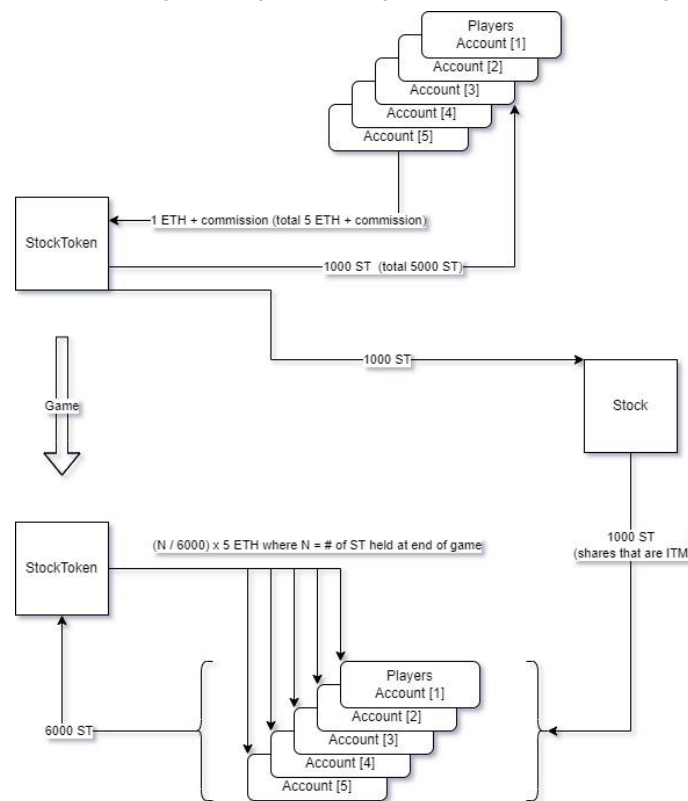 Players
Account [1]
Account [2]
Account [3]
Account [4]
Account [5]
1 ETH + commission (total 5 ETH + commission)
StockToken
1000 ST (total 5000 ST)
1000 ST
Stock
Game
(N / 6000) x 5 ETH where N = # of ST held at end of game
1000 ST
(shares that are ITM
StockToken
Players
Account [1]
Account [2]
Account [3]
Account [4]
Account [5]
6000 ST